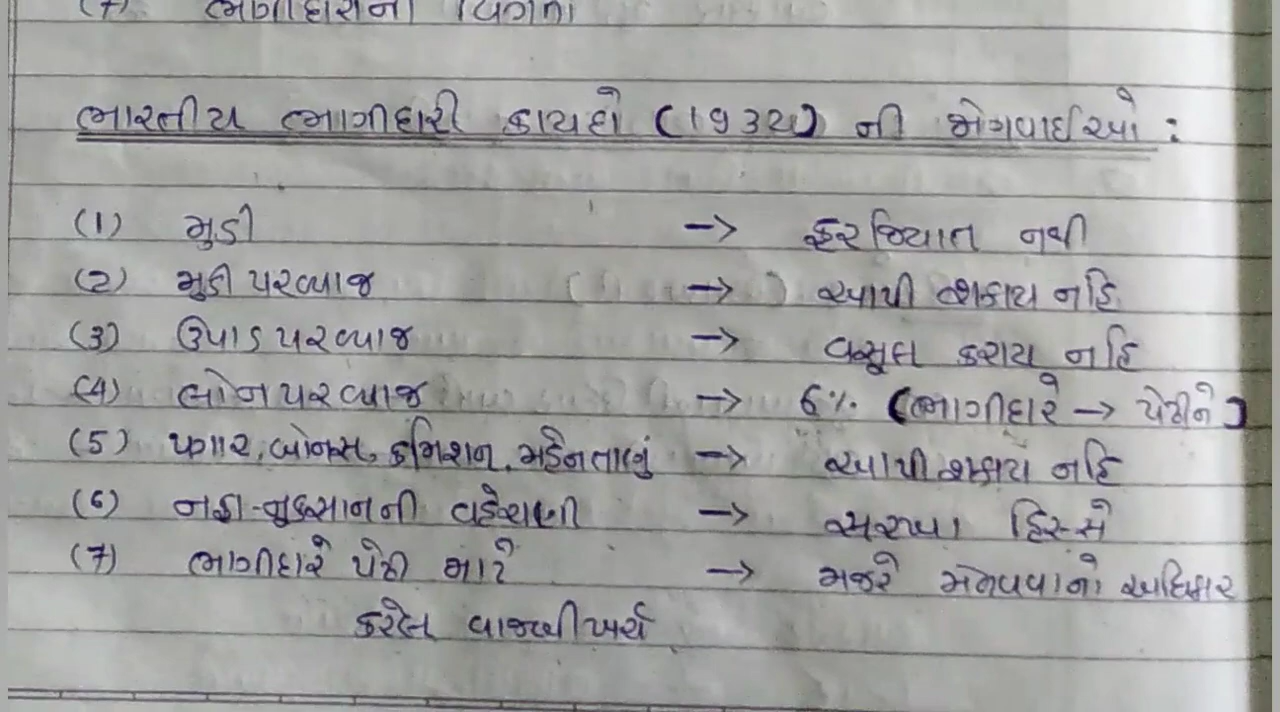 (7) ભાગીદારોની વિગતો
ભારતીય ભાગીદારી કાયદો (1932) ની જોગવાઈઓ :
(1) મુડી → ફરજિયાત નથી
(2) મુડી પરવ્યાજ → આપી શકાય નહિ
(3) ઉપાડ પરવ્યાજ → વસુલ કરાય નહિ
(4) લોન પરવ્યાજ → 6% (ભાગીદારે → પેઢીને)
(5) પગાર, બોનસ, કમિશન, મહેનતાણું → આપી શકાય નહિ
(6) નફા-નુકસાનની વહેંચણી → સરખા હિસ્સે
(7) ભાગીદારે પેઢી માટે → મજરે મેળવવાનો અધિકાર
કરેલ વાજબી ખર્ચ